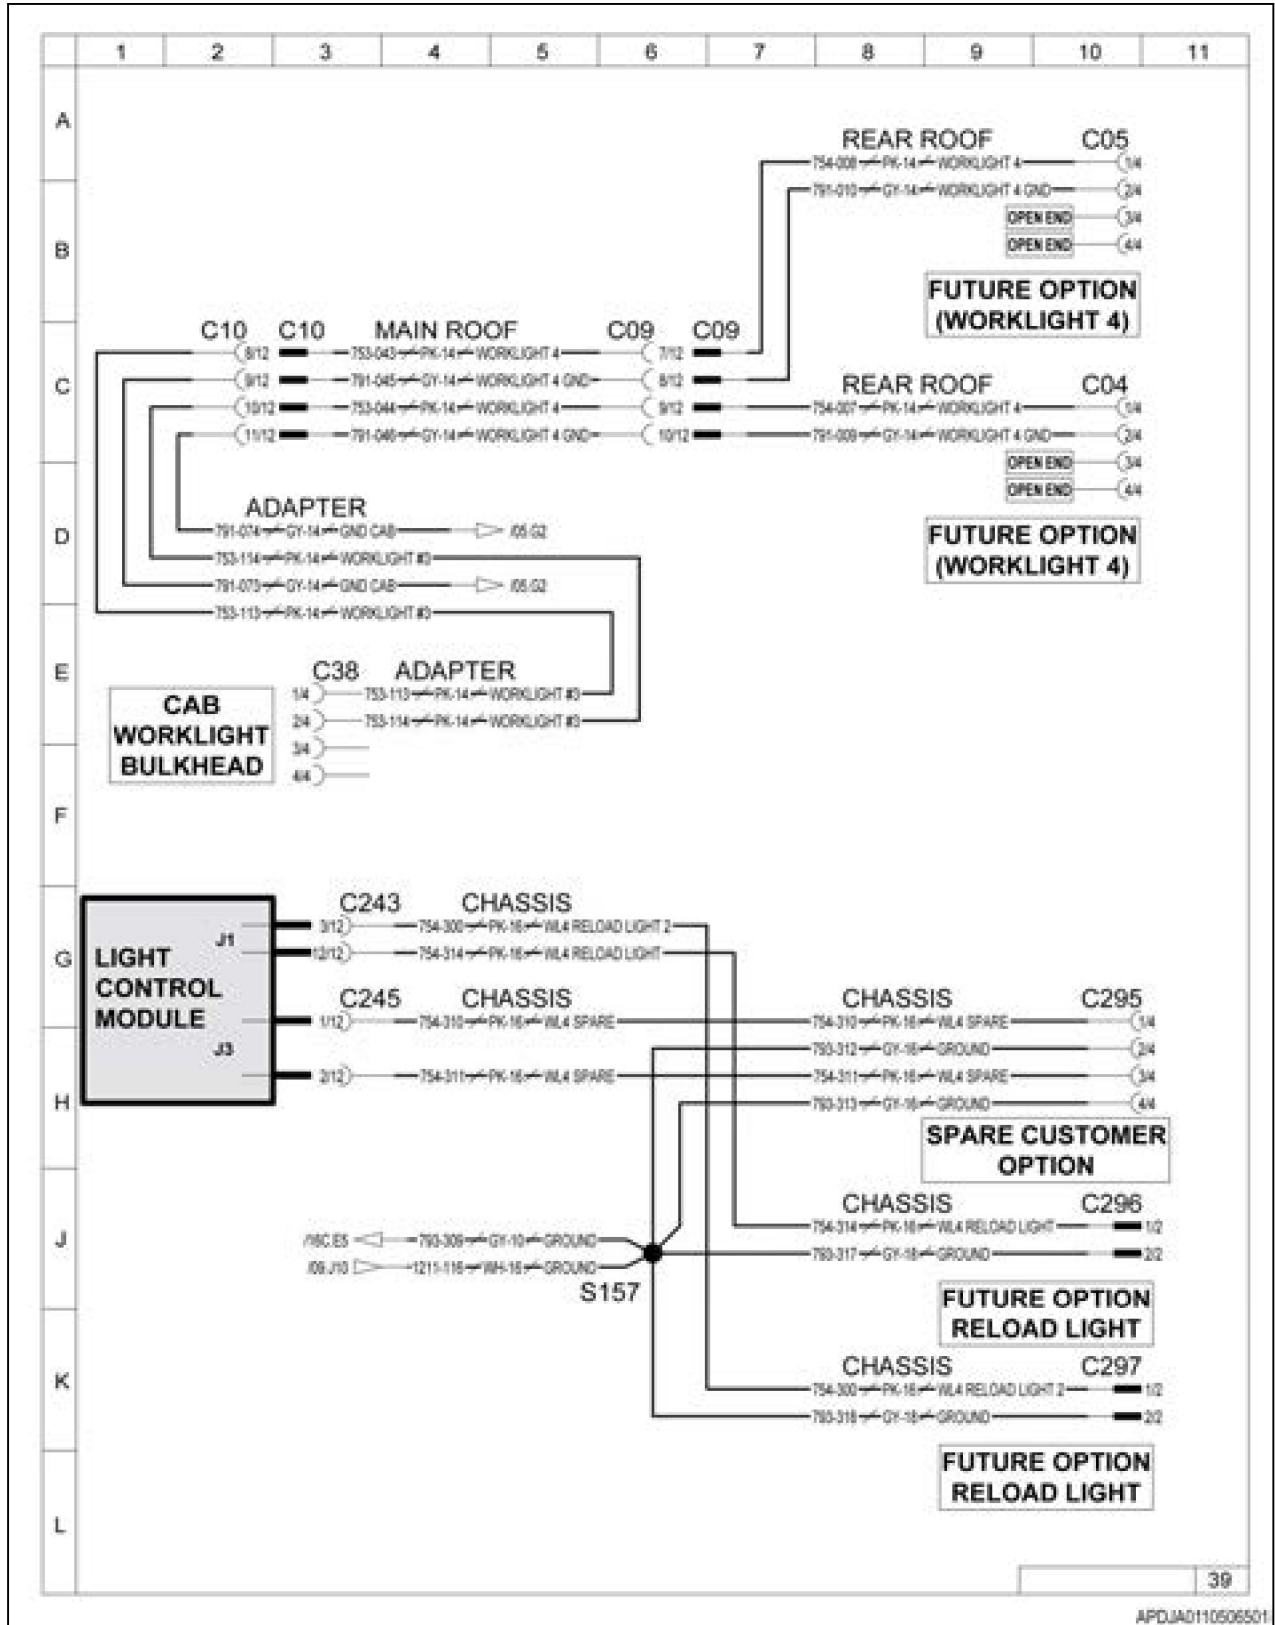 1 2 3 4 5 6 7 8 9 10 11
A
REAR ROOF C05
754-008 PK-14 WORKLIGHT 4 1/4
791-010 GY-14 WORKLIGHT 4 GND 2/4
OPEN END 3/4
B
OPEN END 4/4
FUTURE OPTION
(WORKLIGHT 4)
C10 C10 MAIN ROOF C09 C09
8/12 753-043 PK-14 WORKLIGHT 4 7/12
C
9/12 791-045 GY-14 WORKLIGHT 4 GND 8/12
REAR ROOF C04
10/12 753-044 PK-14 WORKLIGHT 4 9/12 754-007 PK-14 WORKLIGHT 4 1/4
11/12 791-046 GY-14 WORKLIGHT 4 GND 10/12 791-009 GY-14 WORKLIGHT 4 GND 2/4
OPEN END 3/4
OPEN END 4/4
ADAPTER
D
791-074 GY-14 GND CAB /05.G2
FUTURE OPTION
(WORKLIGHT 4)
753-114 PK-14 WORKLIGHT #3
791-073 GY-14 GND CAB /05.G2
753-113 PK-14 WORKLIGHT #3
E
C38 ADAPTER
1/4 753-113 PK-14 WORKLIGHT #3
2/4 753-114 PK-14 WORKLIGHT #3
3/4
4/4
CAB
WORKLIGHT
BULKHEAD
F
C243 CHASSIS
J1 3/12 754-300 PK-16 WL4 RELOAD LIGHT 2
G
12/12 754-314 PK-16 WL4 RELOAD LIGHT
LIGHT
CONTROL
MODULE
C245 CHASSIS CHASSIS C295
1/12 754-310 PK-16 WL4 SPARE 754-310 PK-16 WL4 SPARE 1/4
J3
793-312 GY-16 GROUND 2/4
2/12 754-311 PK-16 WL4 SPARE 754-311 PK-16 WL4 SPARE 3/4
H
793-313 GY-16 GROUND 4/4
SPARE CUSTOMER
OPTION
CHASSIS C296
754-314 PK-16 WL4 RELOAD LIGHT 1/2
J
/16C.E5 793-309 GY-10 GROUND
793-317 GY-18 GROUND 2/2
/09.J10 1211-116 WH-16 GROUND
S157
FUTURE OPTION
RELOAD LIGHT
CHASSIS C297
K
754-300 PK-16 WL4 RELOAD LIGHT 2 1/2
793-318 GY-18 GROUND 2/2
FUTURE OPTION
RELOAD LIGHT
L
39
APDJA0110506501